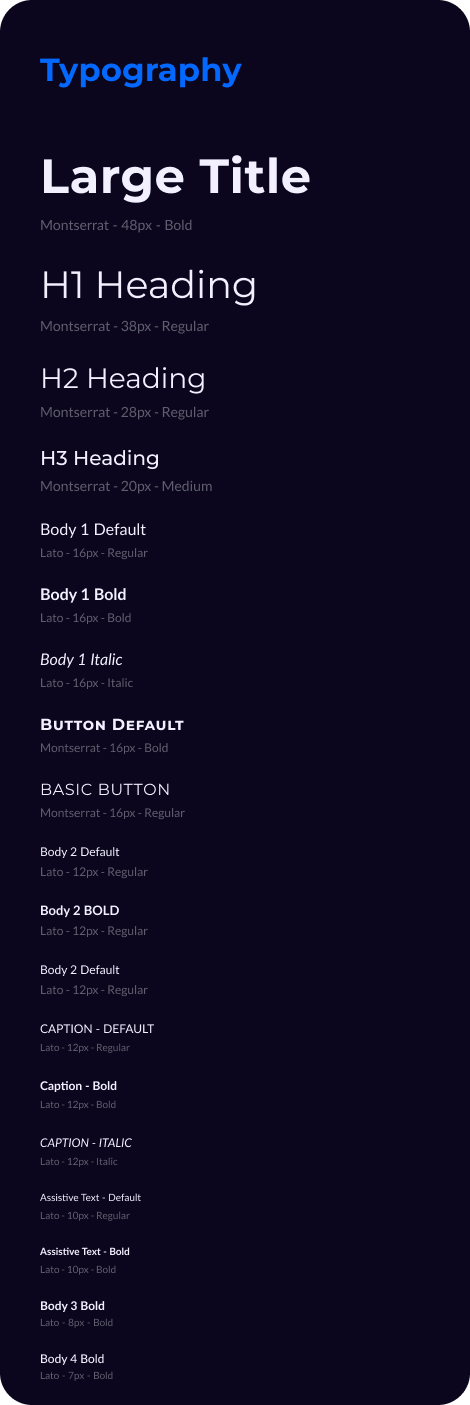 Typography
Large Title
Montserrat - 48px - Bold
H1 Heading
Montserrat - 38px - Regular
H2 Heading
Montserrat - 28px - Regular
H3 Heading
Montserrat - 20px - Medium
Body 1 Default
Lato - 16px - Regular
Body 1 Bold
Lato - 16px - Bold
Body 1 Italic
Lato - 16px - Italic
Button Default
Montserrat - 16px - Bold
BASIC BUTTON
Montserrat - 16px - Regular
Body 2 Default
Lato - 12px - Regular
Body 2 BOLD
Lato - 12px - Regular
Body 2 Default
Lato - 12px - Regular
CAPTION - DEFAULT
Lato - 12px - Regular
Caption - Bold
Lato - 12px - Bold
CAPTION - ITALIC
Lato - 12px - Italic
Assistive Text - Default
Lato - 10px - Regular
Assistive Text - Bold
Lato - 10px - Bold
Body 3 Bold
Lato - 8px - Bold
Body 4 Bold
Lato - 7px - Bold